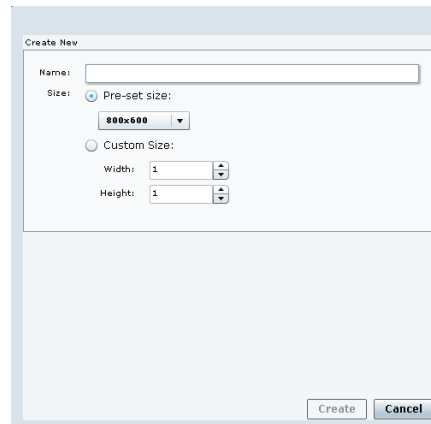 Create New
Name:
Size: Pre-set size:
800x600
Custom Size:
Width: 1
Height: 1
Create Cancel